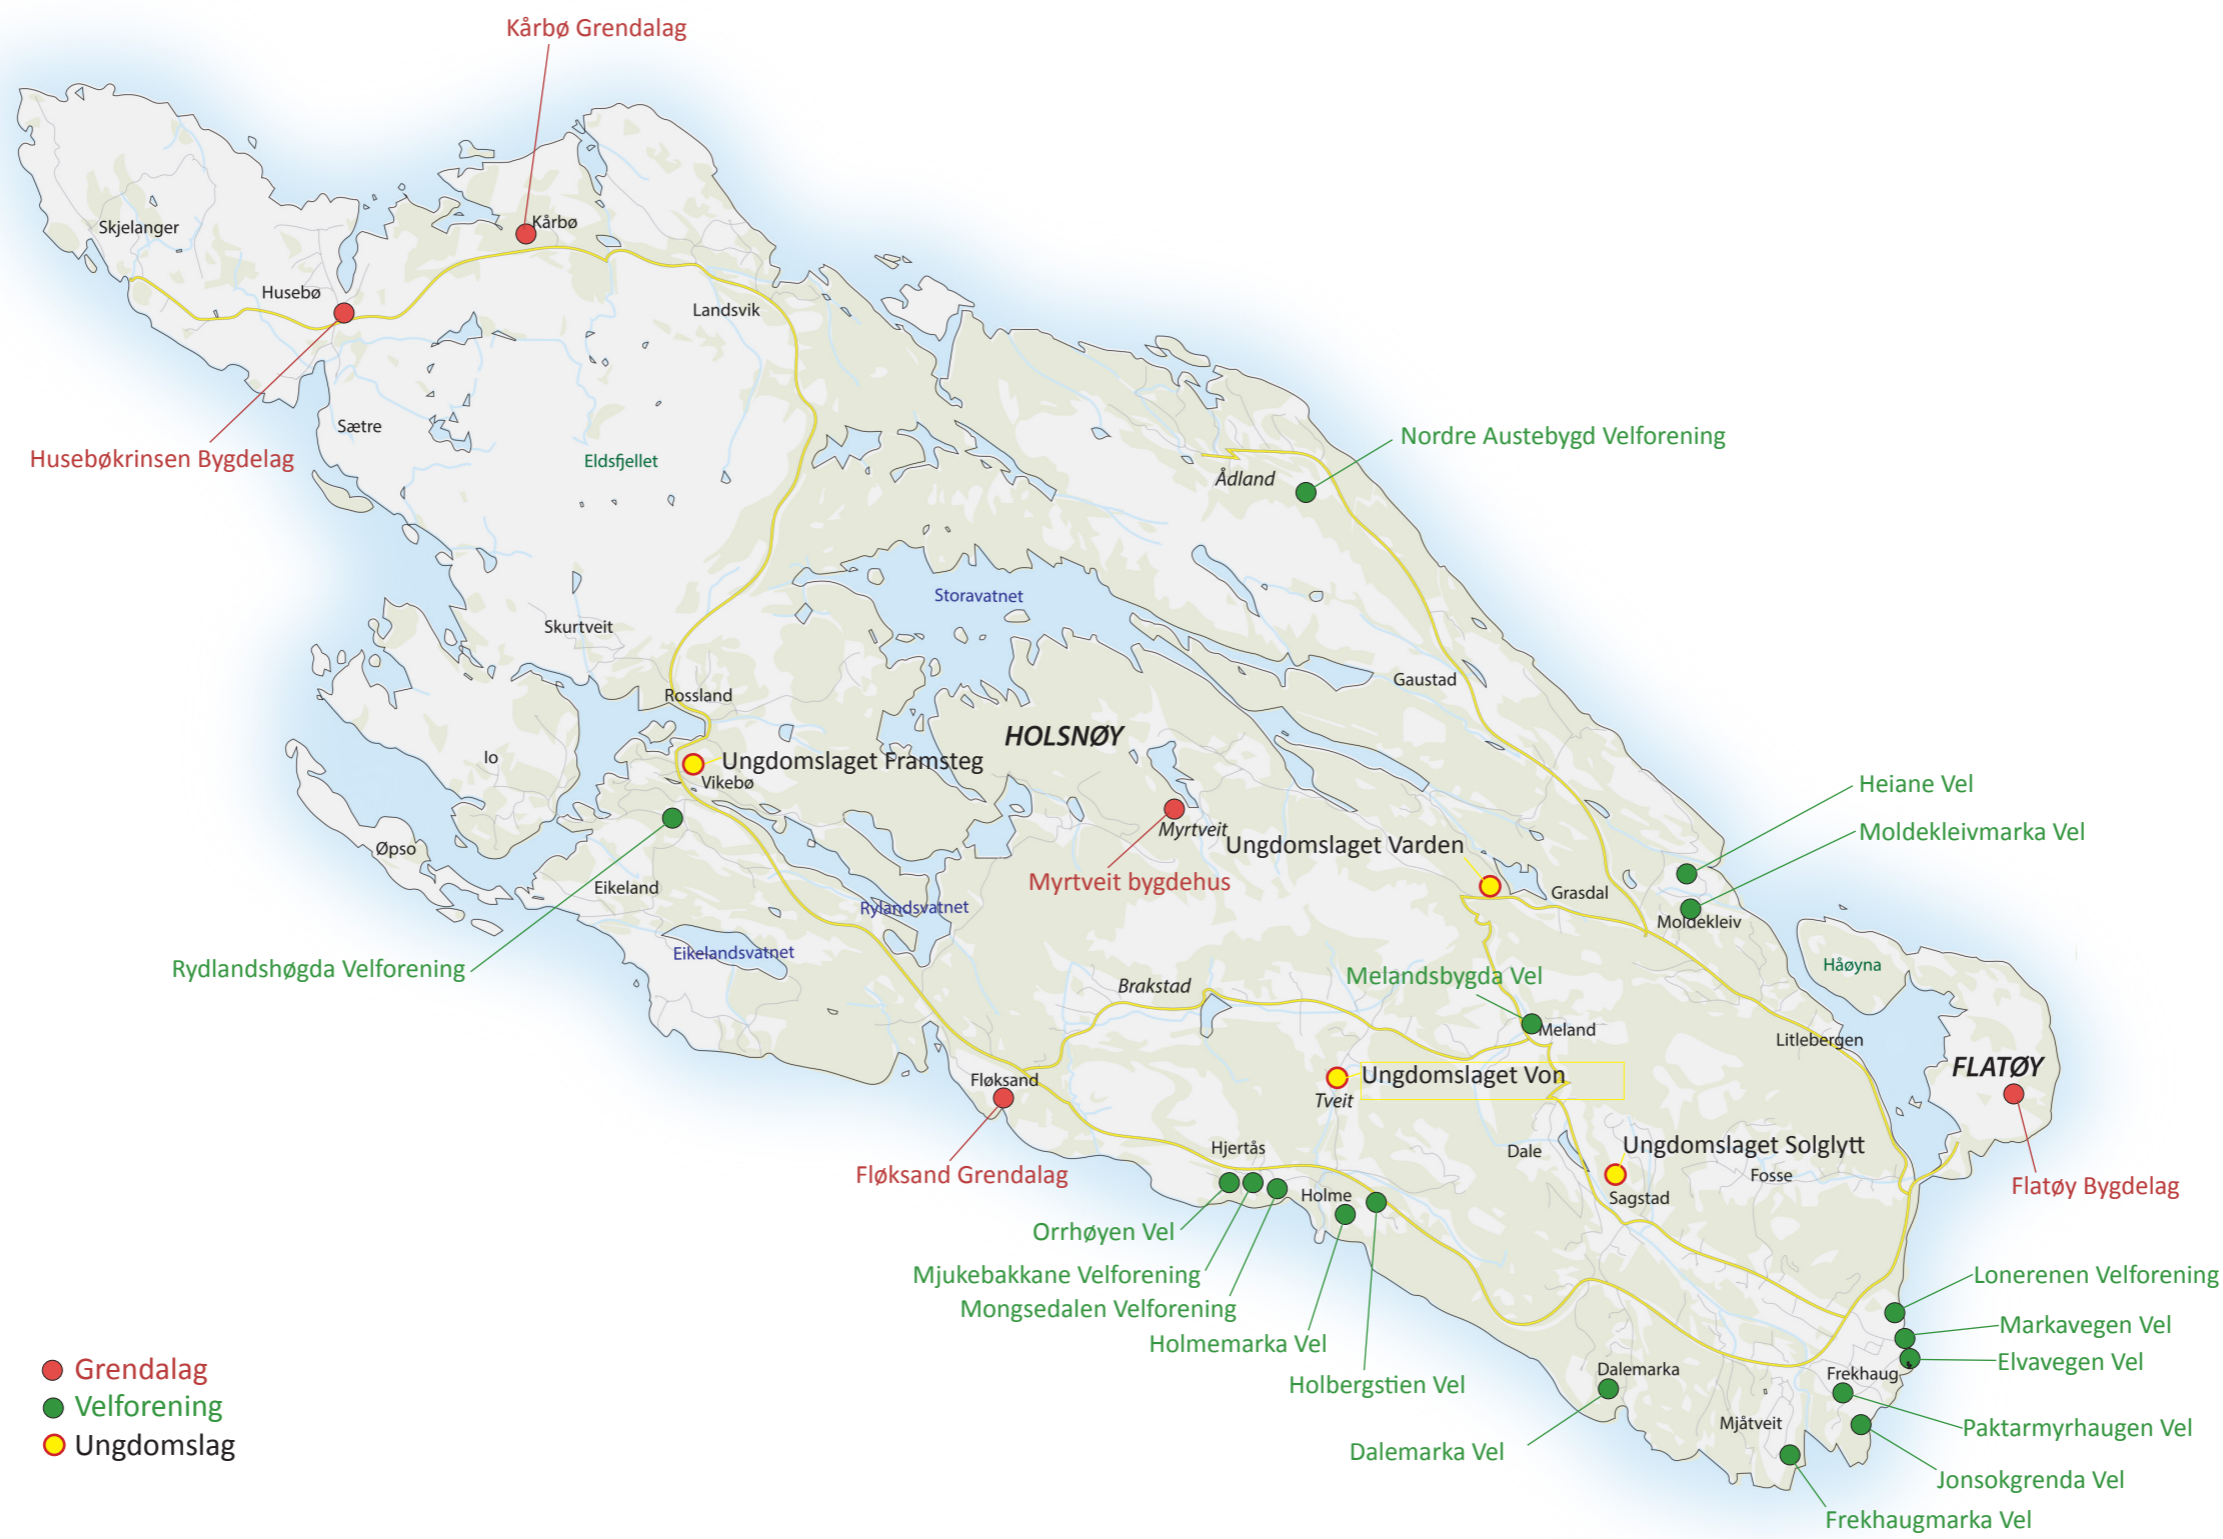 Kårbø Grendalag
Kårbø
Skjelanger
Husebø
Landsvik
Sætre
Husebøkrinsen Bygdelag
Eldsfjellet
Nordre Austebygd Velforening
Ådland
Storavatnet
Skurtveit
Gaustad
Rossland
HOLSNØY
Io
Ungdomslaget Framsteg
Vikebø
Heiane Vel
Myrtveit
Moldekleivmarka Vel
Ungdomslaget Varden
Øpso
Myrtveit bygdehus
Eikeland
Grasdal
Rylandsvatnet
Moldekleiv
Eikelandsvatnet
Håøyna
Rydlandshøgda Velforening
Melandsbygda Vel
Brakstad
Meland
Litlebergen
FLATØY
Fløksand
Ungdomslaget Von
Tveit
Hjertås
Dale
Ungdomslaget Solglytt
Fosse
Fløksand Grendalag
Flatøy Bygdelag
Holme
Sagstad
Orrhøyen Vel
Mjukebakkane Velforening
Lonerenen Velforening
Mongsedalen Velforening
Markavegen Vel
Holmemarka Vel
Elvavegen Vel
Grendalag
Dalemarka
Frekhaug
Holbergstien Vel
Velforening
Mjåtveit
Paktarmyrhaugen Vel
Ungdomslag
Dalemarka Vel
Jonsokgrenda Vel
Frekhaugmarka Vel